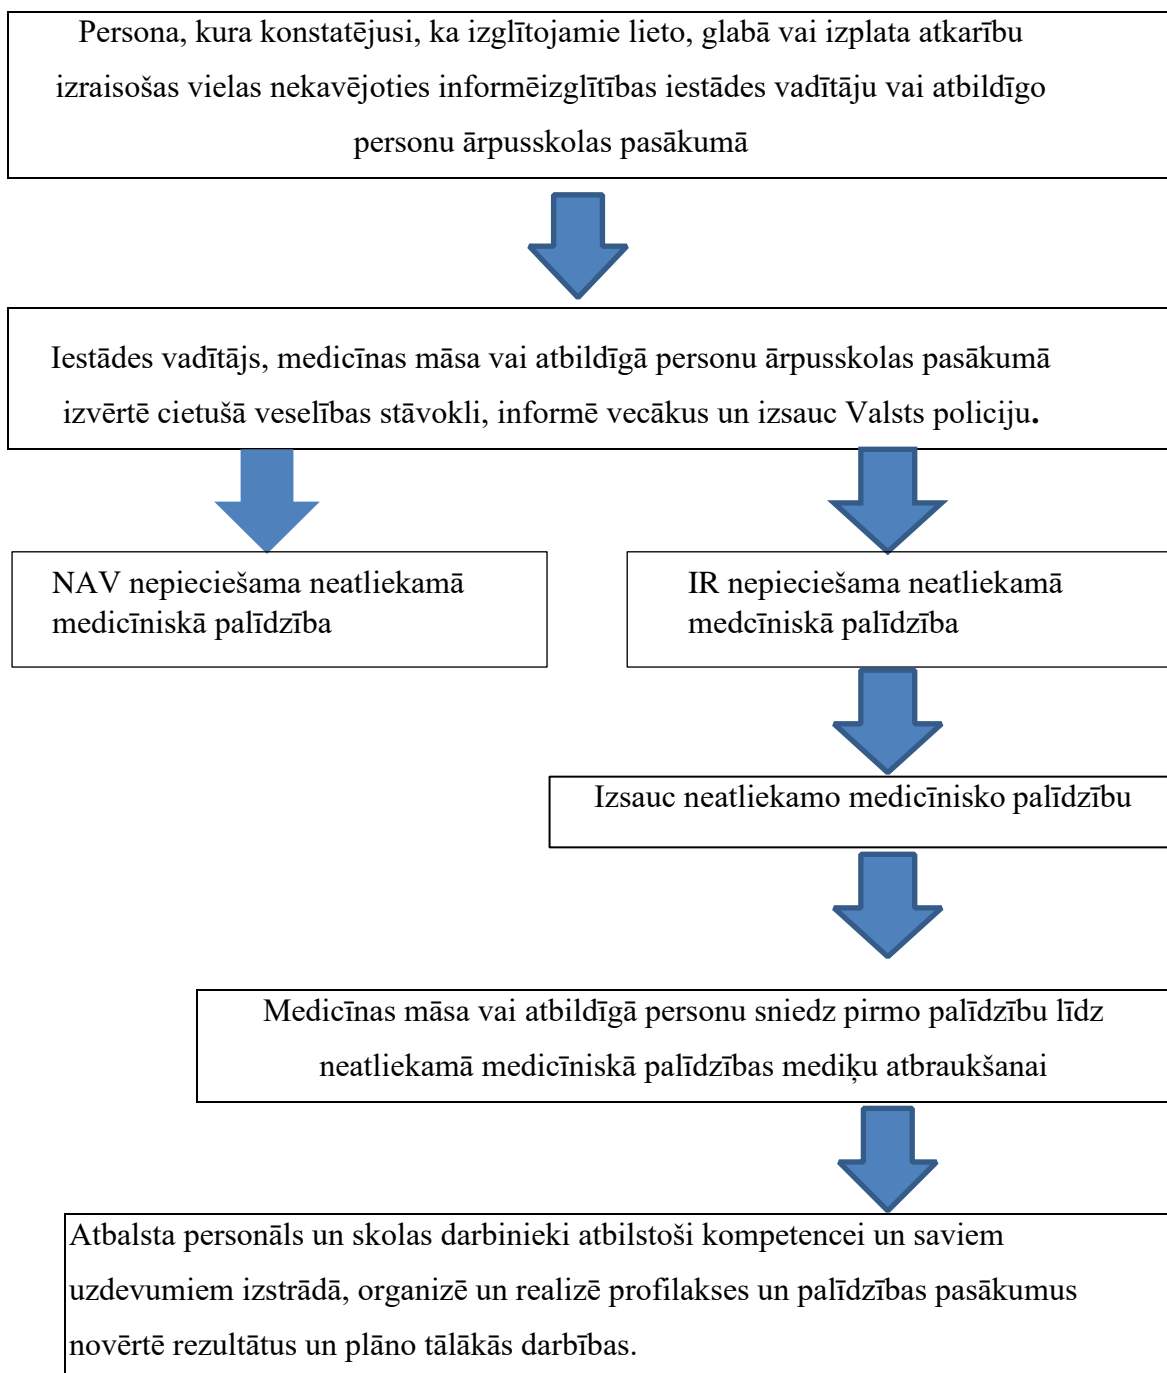 Persona, kura konstatējusi, ka izglītojamie lieto, glabā vai izplata atkarību
izraisošas vielas nekavējoties informēizglītības iestādes vadītāju vai atbildīgo
personu ārpusskolas pasākumā
Iestādes vadītājs, medicīnas māsa vai atbildīgā personu ārpusskolas pasākumā
izvērtē cietušā veselības stāvokli, informē vecākus un izsauc Valsts policiju.
NAV nepieciešama neatliekamā
medicīniskā palīdzība
IR nepieciešama neatliekamā
medcīniskā palīdzība
Izsauc neatliekamo medicīnisko palīdzību
Medicīnas māsa vai atbildīgā personu sniedz pirmo palīdzību līdz
neatliekamā medicīniskā palīdzības mediķu atbraukšanai
Atbalsta personāls un skolas darbinieki atbilstoši kompetencei un saviem
uzdevumiem izstrādā, organizē un realizē profilakses un palīdzības pasākumus
novērtē rezultātus un plāno tālākās darbības.